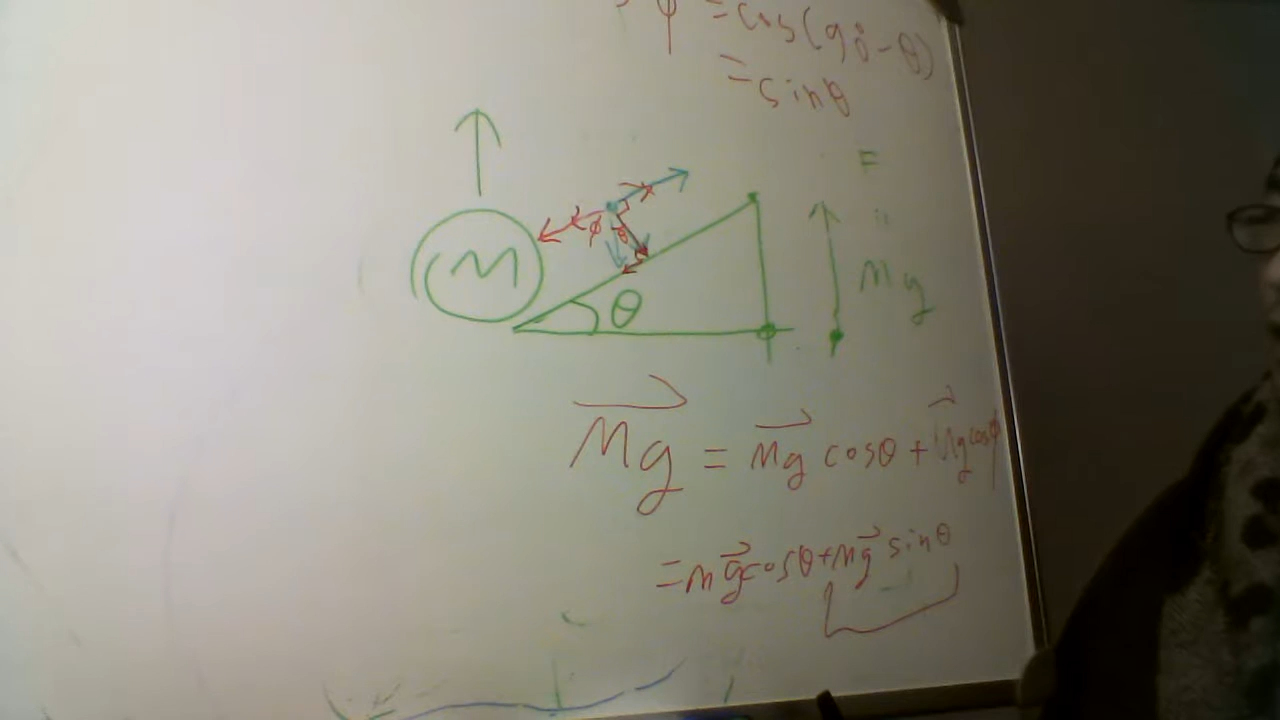 φ = cos(90° - θ)
= sinθ
x
φ θ
M
θ
=
"
Mg
Mg = Mg cosθ + Mg cosφ
= Mg cosθ + Mg sinθ